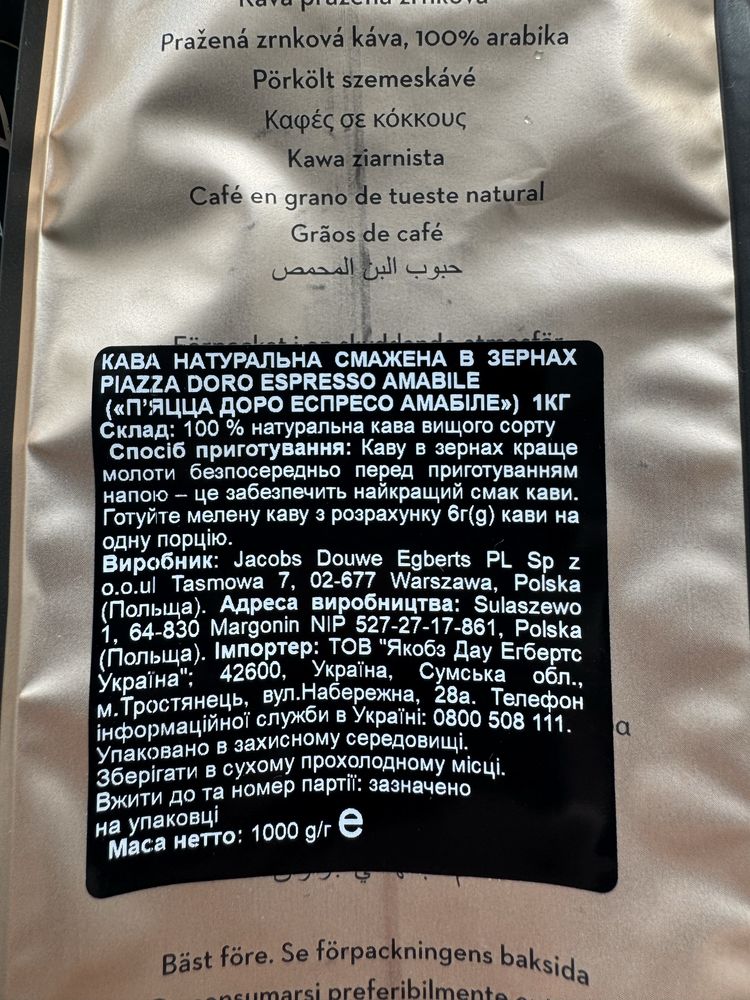 Kava pražená zrnková
Pražená zrnková káva, 100% arabika
Pörkölt szemeskávé
Καφές σε κόκκους
Kawa ziarnista
Café en grano de tueste natural
Grãos de café
حبوب البن المحمص
КАВА НАТУРАЛЬНА СМАЖЕНА В ЗЕРНАХ
PIAZZA DORO ESPRESSO AMABILE
(«П'ЯЦЦА ДОРО ЕСПРЕСО АМАБІЛЕ») 1КГ
Склад: 100 % натуральна кава вищого сорту
Спосіб приготування: Каву в зернах краще
молоти безпосередньо перед приготуванням
напою – це забезпечить найкращий смак кави.
Готуйте мелену каву з розрахунку 6г(g) кави на
одну порцію.
Виробник: Jacobs Douwe Egberts PL Sp z
o.o.ul Tasmowa 7, 02-677 Warszawa, Polska
(Польща). Адреса виробництва: Sulaszewo
1, 64-830 Margonin NIP 527-27-17-861, Polska
(Польща). Імпортер: ТОВ "Якобз Дау Егбертс
Україна"; 42600, Україна, Сумська обл.,
м.Тростянець, вул.Набережна, 28а. Телефон
інформаційної служби в Україні: 0800 508 111.
Упаковано в захисному середовищі.
Зберігати в сухому прохолодному місці.
Вжити до та номер партії: зазначено
на упаковці
Маса нетто: 1000 g/г e
Bäst före. Se förpackningens baksida
preferibilmente